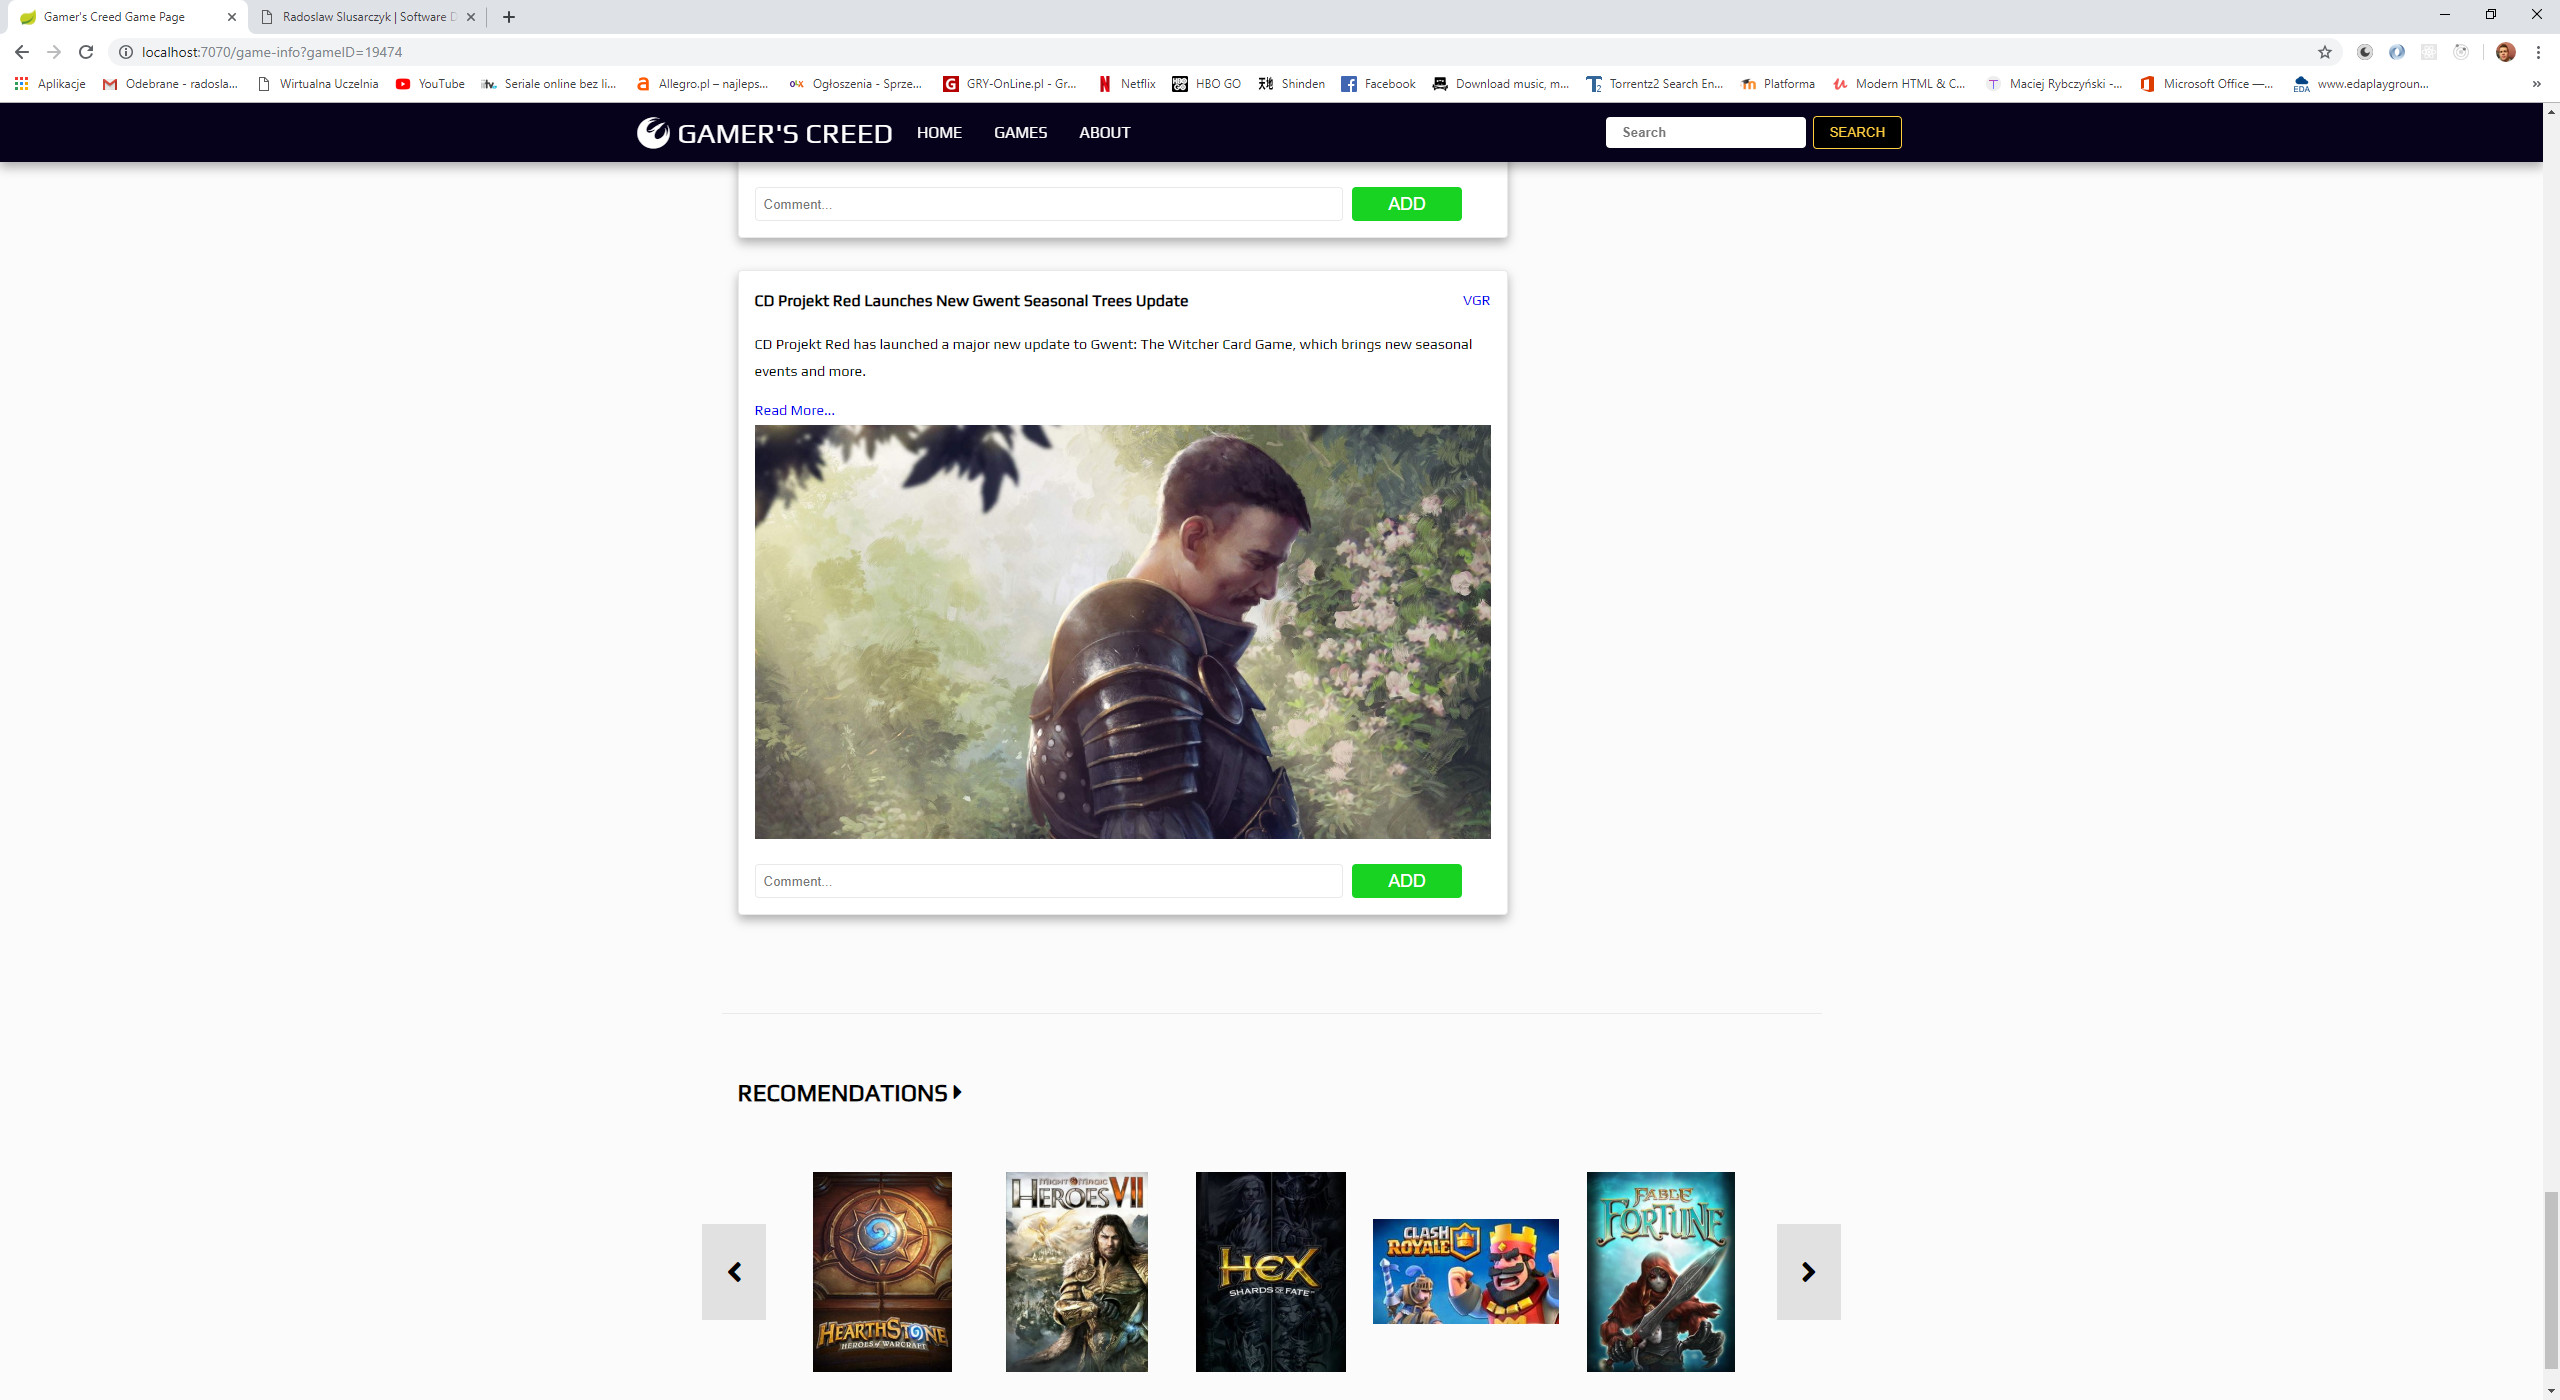 Gamer's Creed Game Page
Radoslaw Slusarczyk | Software D
localhost:7070/game-info?gameID=19474
Aplikacje
Odebrane - radosla...
Wirtualna Uczelnia
YouTube
Seriale online bez li...
Allegro.pl – najleps...
OLX
Ogłoszenia - Sprze...
GRY-OnLine.pl - Gr...
Netflix
HBO GO
HBO GO
Shinden
Facebook
Download music, m...
Torrentz2 Search En...
Platforma
Modern HTML & C...
Maciej Rybczyński -...
Microsoft Office —...
EDA
www.edaplaygroun...
GAMER'S CREED
HOME
GAMES
ABOUT
Search
SEARCH
Comment...
ADD
CD Projekt Red Launches New Gwent Seasonal Trees Update
VGR
CD Projekt Red has launched a major new update to Gwent: The Witcher Card Game, which brings new seasonal
events and more.
Read More...
Comment...
ADD
RECOMENDATIONS
HEARTHSTONE
HEROES of WARCRAFT
MIGHT & MAGIC
HEROES VII
HEX
SHARDS OF FATE
CLASH
ROYALE
FABLE
FORTUNE